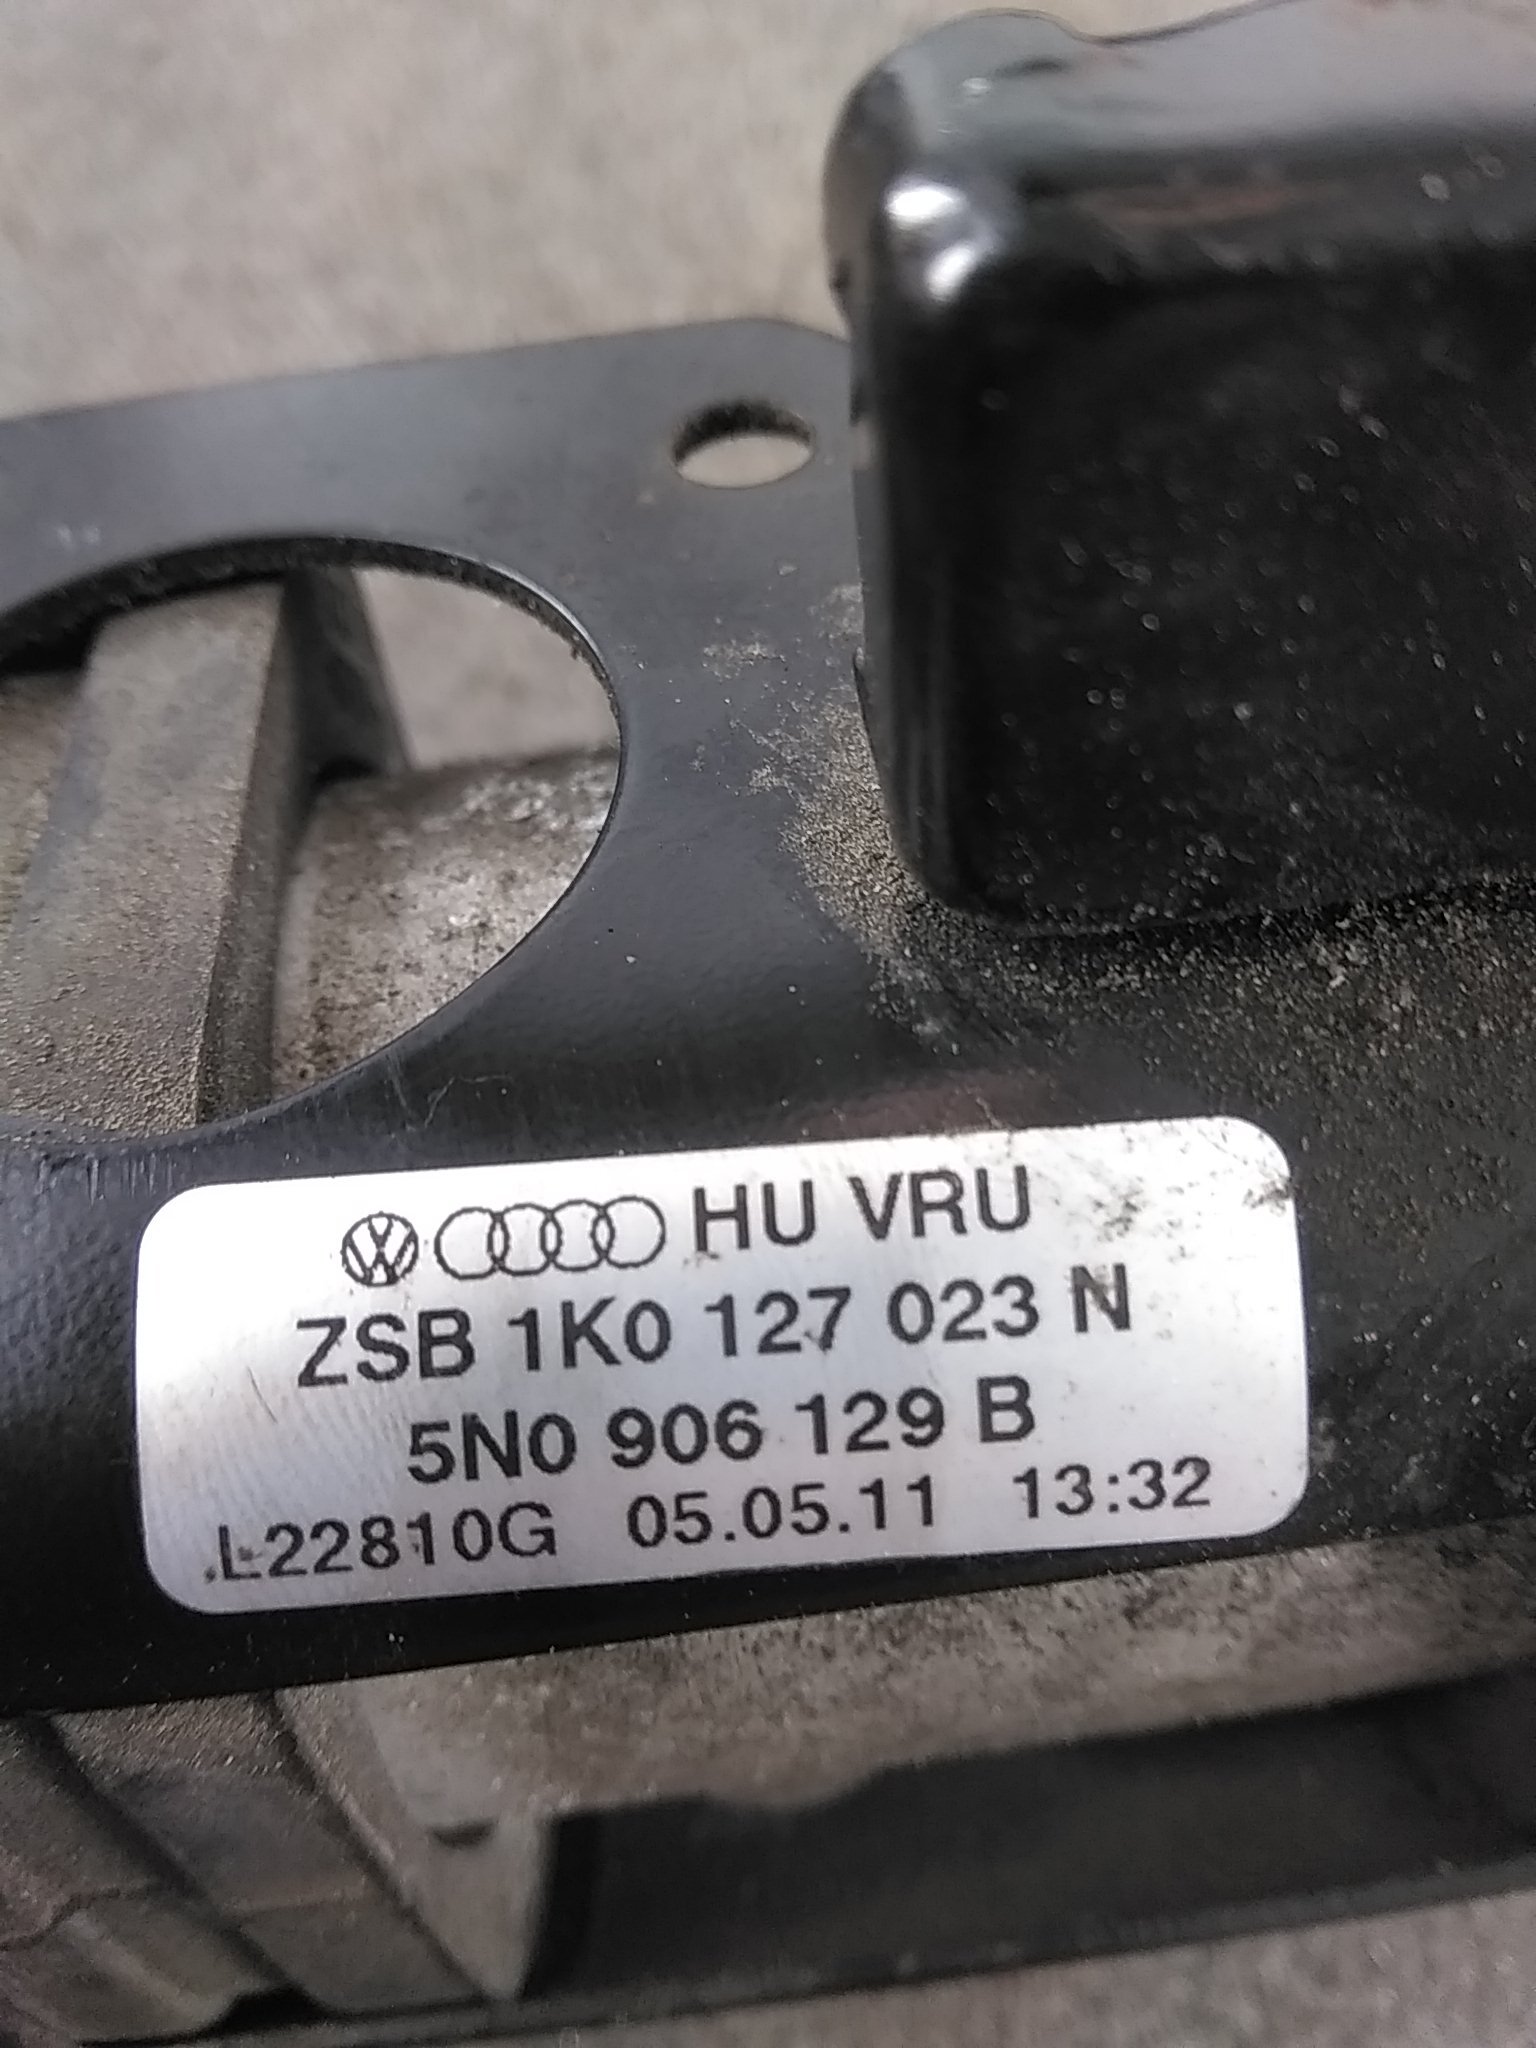 HU VRU
ZSB 1K0 127 023 N
5N0 906 129 B
L22810G 05.05.11 13:32